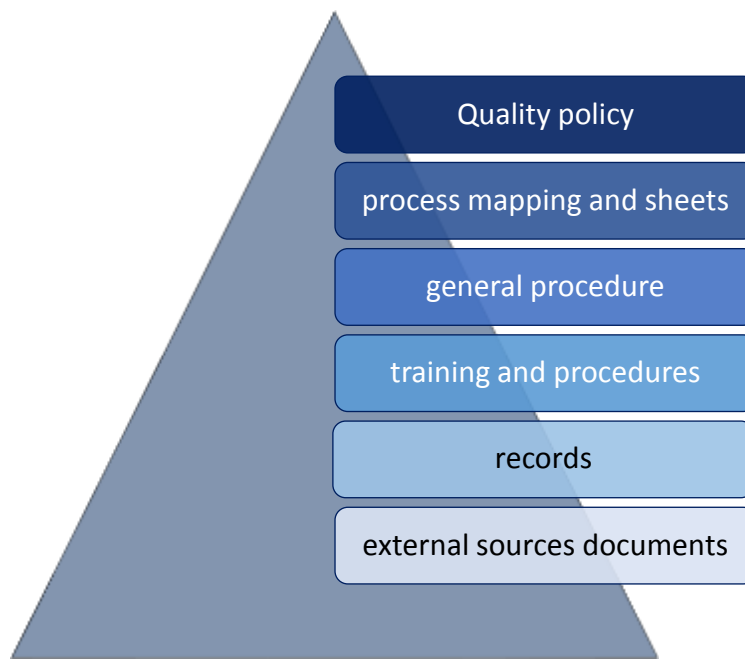 Quality policy
process mapping and sheets
general procedure
training and procedures
records
external sources documents